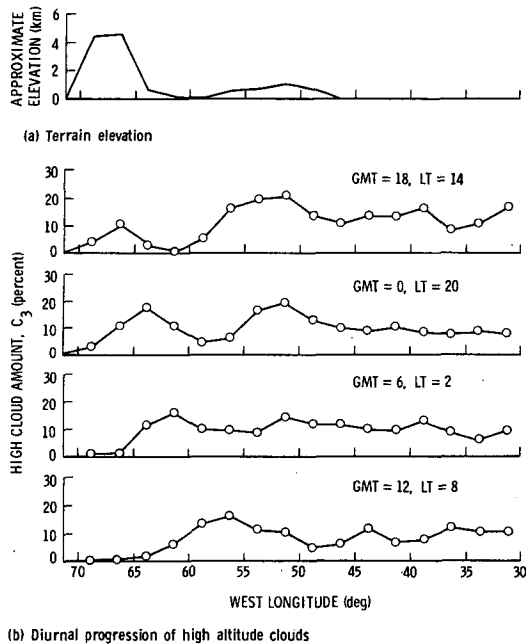 APPROXIMATE
ELEVATION (km)
6
4
2
0
(a) Terrain elevation
HIGH CLOUD AMOUNT, C3 (percent)
30
20
10
0
GMT = 18, LT = 14
30
20
10
0
GMT = 0, LT = 20
30
20
10
0
GMT = 6, LT = 2
30
20
10
0
GMT = 12, LT = 8
70 65 60 55 50 45 40 35 30
WEST LONGITUDE (deg)
(b) Diurnal progression of high altitude clouds